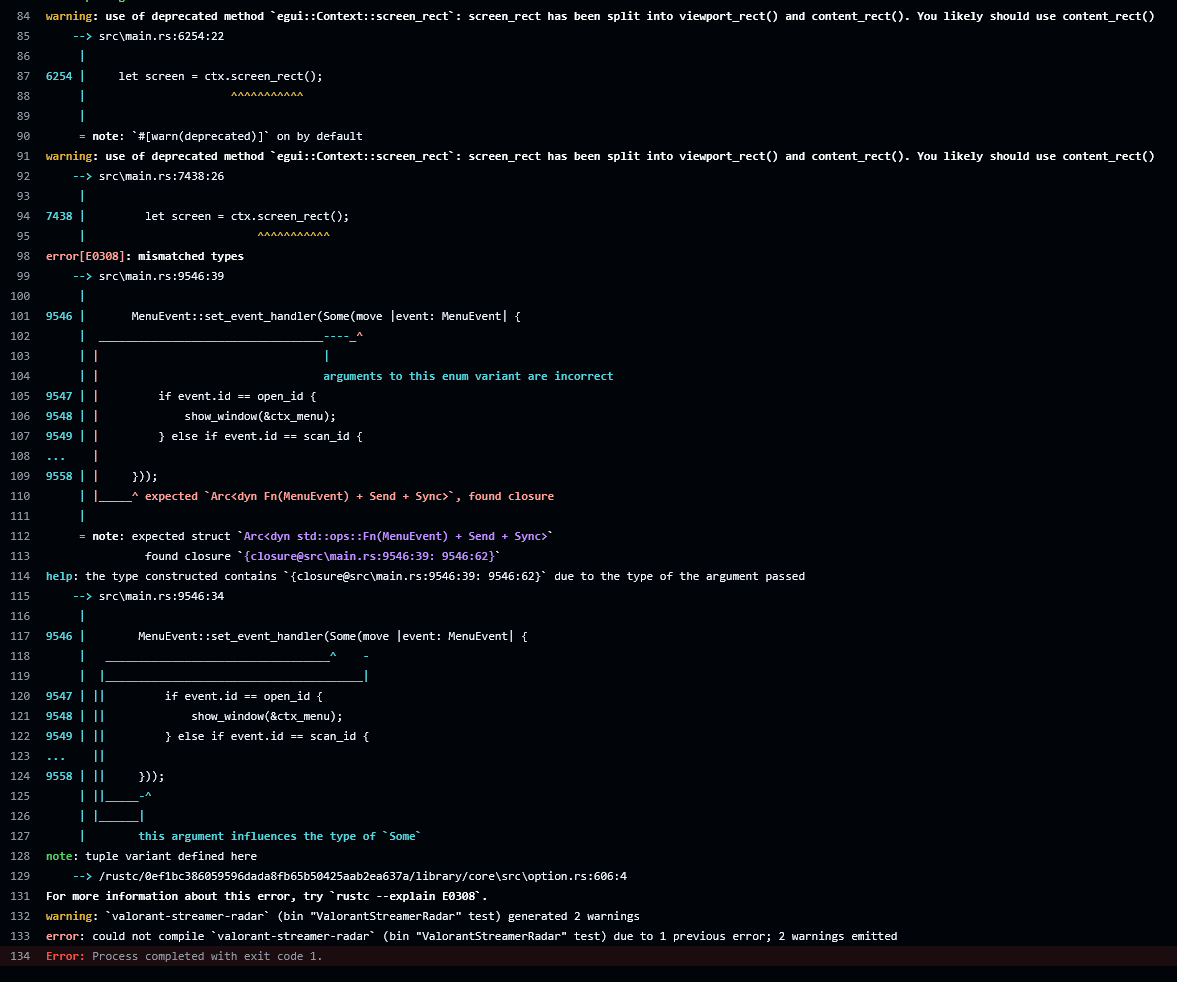 84 warning: use of deprecated method `egui::Context::screen_rect`: screen_rect has been split into viewport_rect() and content_rect(). You likely should use content_rect()
85     --> src\main.rs:6254:22
86      |
87 6254 |     let screen = ctx.screen_rect();
88      |                      ^^^^^^^^^^^
89      |
90      = note: `#[warn(deprecated)]` on by default
91 warning: use of deprecated method `egui::Context::screen_rect`: screen_rect has been split into viewport_rect() and content_rect(). You likely should use content_rect()
92     --> src\main.rs:7438:26
93      |
94 7438 |         let screen = ctx.screen_rect();
95      |                          ^^^^^^^^^^^
98 error[E0308]: mismatched types
99     --> src\main.rs:9546:39
100      |
101 9546 |       MenuEvent::set_event_handler(Some(move |event: MenuEvent| {
102      |  __________________________________----_^
103      | |                                  |
104      | |                                  arguments to this enum variant are incorrect
105 9547 | |         if event.id == open_id {
106 9548 | |             show_window(&ctx_menu);
107 9549 | |         } else if event.id == scan_id {
108 ...    |
109 9558 | |     }));
110      | |_____^ expected `Arc<dyn Fn(MenuEvent) + Send + Sync>`, found closure
111      |
112      = note: expected struct `Arc<dyn std::ops::Fn(MenuEvent) + Send + Sync>`
113               found closure `{closure@src\main.rs:9546:39: 9546:62}`
114 help: the type constructed contains `{closure@src\main.rs:9546:39: 9546:62}` due to the type of the argument passed
115     --> src\main.rs:9546:34
116      |
117 9546 |        MenuEvent::set_event_handler(Some(move |event: MenuEvent| {
118      |   __________________________________^    -
119      |  |_______________________________________|
120 9547 | ||         if event.id == open_id {
121 9548 | ||             show_window(&ctx_menu);
122 9549 | ||         } else if event.id == scan_id {
123 ...    ||
124 9558 | ||     }));
125      | ||_____-^
126      | |______|
127      |        this argument influences the type of `Some`
128 note: tuple variant defined here
129     --> /rustc/0ef1bc386059596dada8fb65b50425aab2ea637a/library/core\src\option.rs:606:4
131 For more information about this error, try `rustc --explain E0308`.
132 warning: `valorant-streamer-radar` (bin "ValorantStreamerRadar" test) generated 2 warnings
133 error: could not compile `valorant-streamer-radar` (bin "ValorantStreamerRadar" test) due to 1 previous error; 2 warnings emitted
134 Error: Process completed with exit code 1.